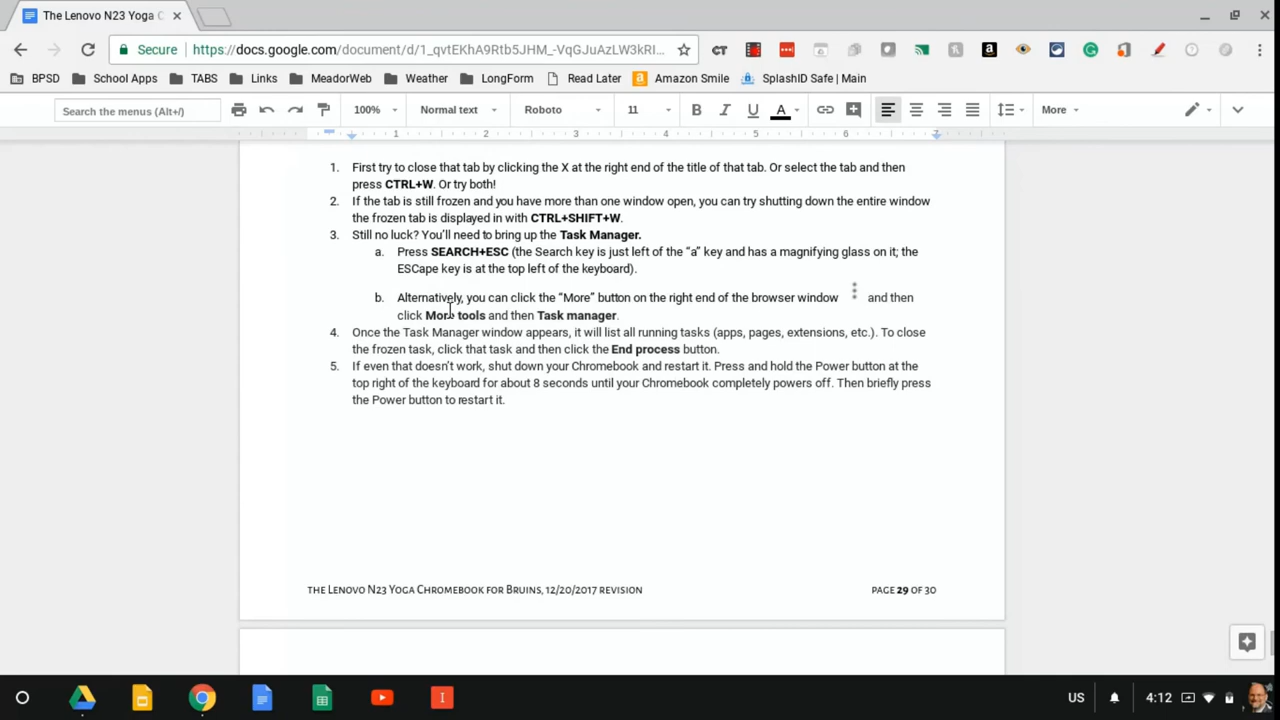 The Lenovo N23 Yoga C
Secure https://docs.google.com/document/d/1_qvtEKhA9Rtb5JHM_-VqGJuAzLW3kRI...
BPSD School Apps TABS Links MeadorWeb Weather LongForm Read Later Amazon Smile SplashID Safe | Main
Search the menus (Alt+/) 100% Normal text Roboto 11 B I U A More
1 2 3 4 5 6 7
1. First try to close that tab by clicking the X at the right end of the title of that tab. Or select the tab and then
press CTRL+W. Or try both!
2. If the tab is still frozen and you have more than one window open, you can try shutting down the entire window
the frozen tab is displayed in with CTRL+SHIFT+W.
3. Still no luck? You’ll need to bring up the Task Manager.
a. Press SEARCH+ESC (the Search key is just left of the “a” key and has a magnifying glass on it; the
ESCape key is at the top left of the keyboard).
b. Alternatively, you can click the “More” button on the right end of the browser window and then
click More tools and then Task manager.
4. Once the Task Manager window appears, it will list all running tasks (apps, pages, extensions, etc.). To close
the frozen task, click that task and then click the End process button.
5. If even that doesn’t work, shut down your Chromebook and restart it. Press and hold the Power button at the
top right of the keyboard for about 8 seconds until your Chromebook completely powers off. Then briefly press
the Power button to restart it.
THE LENOVO N23 YOGA CHROMEBOOK FOR BRUINS, 12/20/2017 REVISION PAGE 29 OF 30
US 4:12